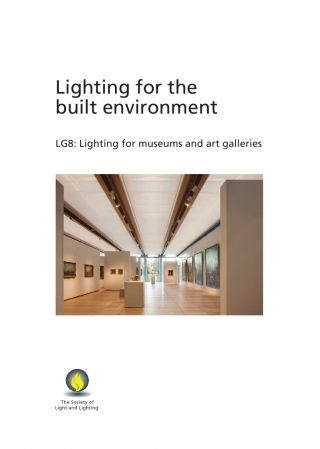 Lighting for the
built environment
LG8: Lighting for museums and art galleries
The Society of
Light and Lighting